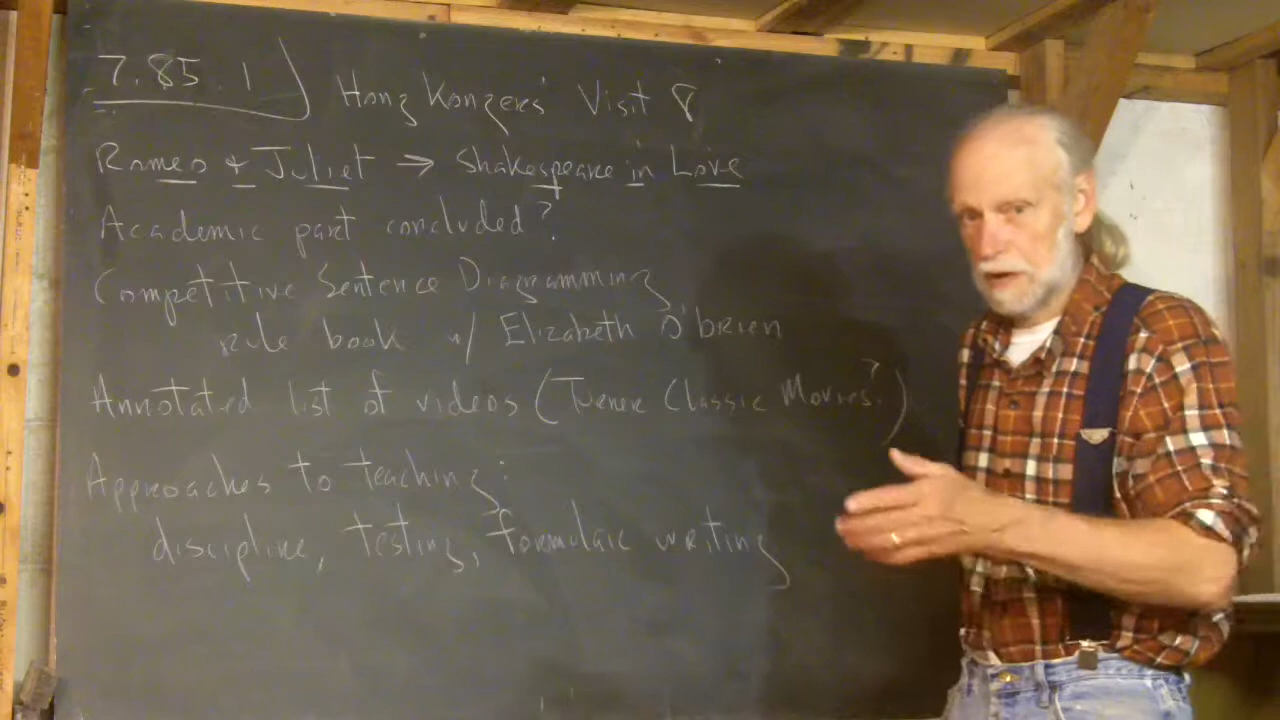 7.85.1) Hong Kongers' Visit 8
Romeo & Juliet → Shakespeare in Love
Academic part concluded?
Competitive Sentence Diagramming
rule book w/ Elizabeth O'brien
Annotated list of videos (Turner Classic Movies?)
Approaches to teaching:
discipline, testing, formulaic writing